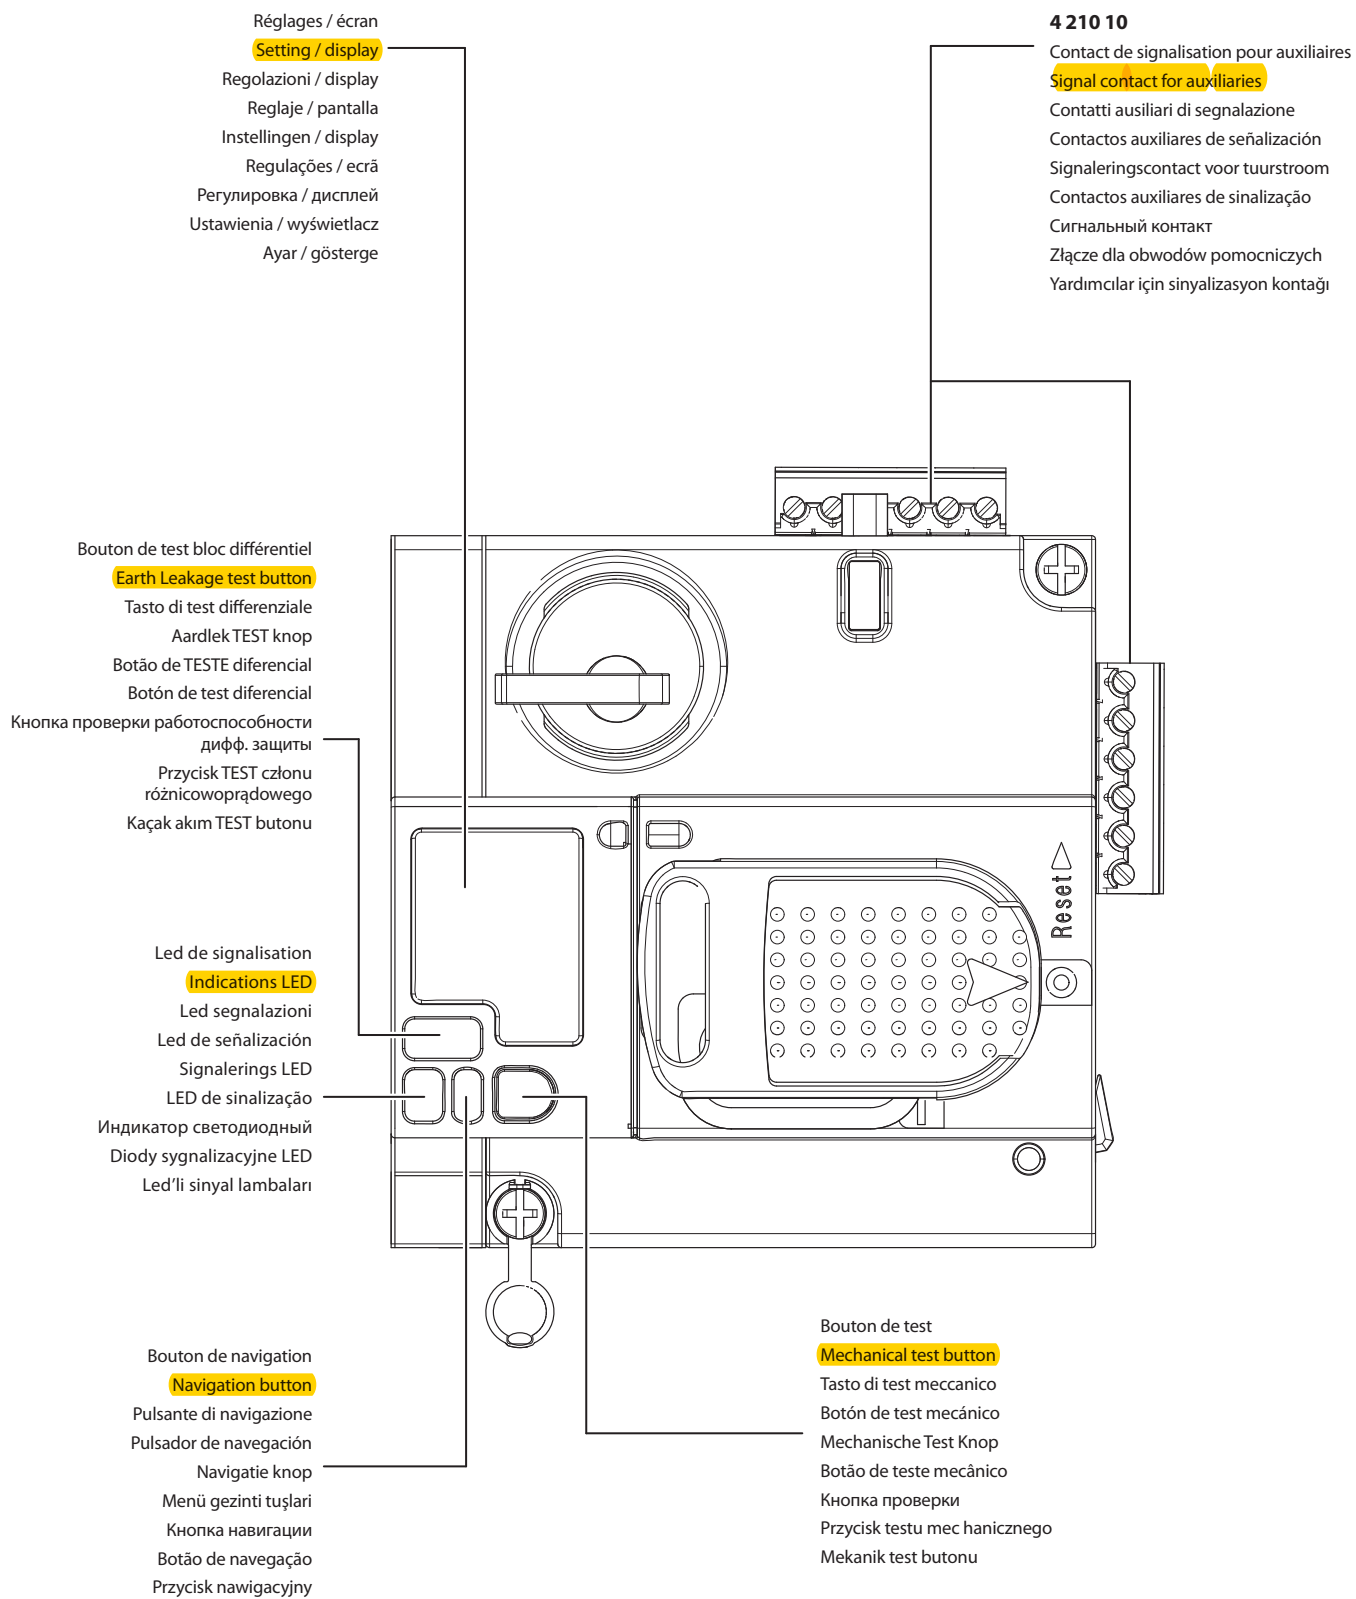 Réglages / écran
Setting / display
Regolazioni / display
Reglaje / pantalla
Instellingen / display
Regulações / ecrã
Регулировка / дисплей
Ustawienia / wyświetlacz
Ayar / gösterge
4 210 10
Contact de signalisation pour auxiliaires
Signal contact for auxiliaries
Contatti ausiliari di segnalazione
Contactos auxiliares de señalización
Signaleringscontact voor tuurstroom
Contactos auxiliares de sinalização
Сигнальный контакт
Złącze dla obwodów pomocniczych
Yardımcılar için sinyalizasyon kontağı
Bouton de test bloc différentiel
Earth Leakage test button
Tasto di test differenziale
Aardlek TEST knop
Botão de TESTE diferencial
Botón de test diferencial
Кнопка проверки работоспособности
дифф. защиты
Przycisk TEST członu
różnicowoprądowego
Kaçak akım TEST butonu
Reset
Led de signalisation
Indications LED
Led segnalazioni
Led de señalización
Signalerings LED
LED de sinalização
Индикатор светодиодный
Diody sygnalizacyjne LED
Led’li sinyal lambaları
Bouton de navigation
Navigation button
Pulsante di navigazione
Pulsador de navegación
Navigatie knop
Menü gezinti tuşlari
Кнопка навигации
Botão de navegação
Przycisk nawigacyjny
Bouton de test
Mechanical test button
Tasto di test meccanico
Botón de test mecánico
Mechanische Test Knop
Botão de teste mecânico
Кнопка проверки
Przycisk testu mec hanicznego
Mekanik test butonu